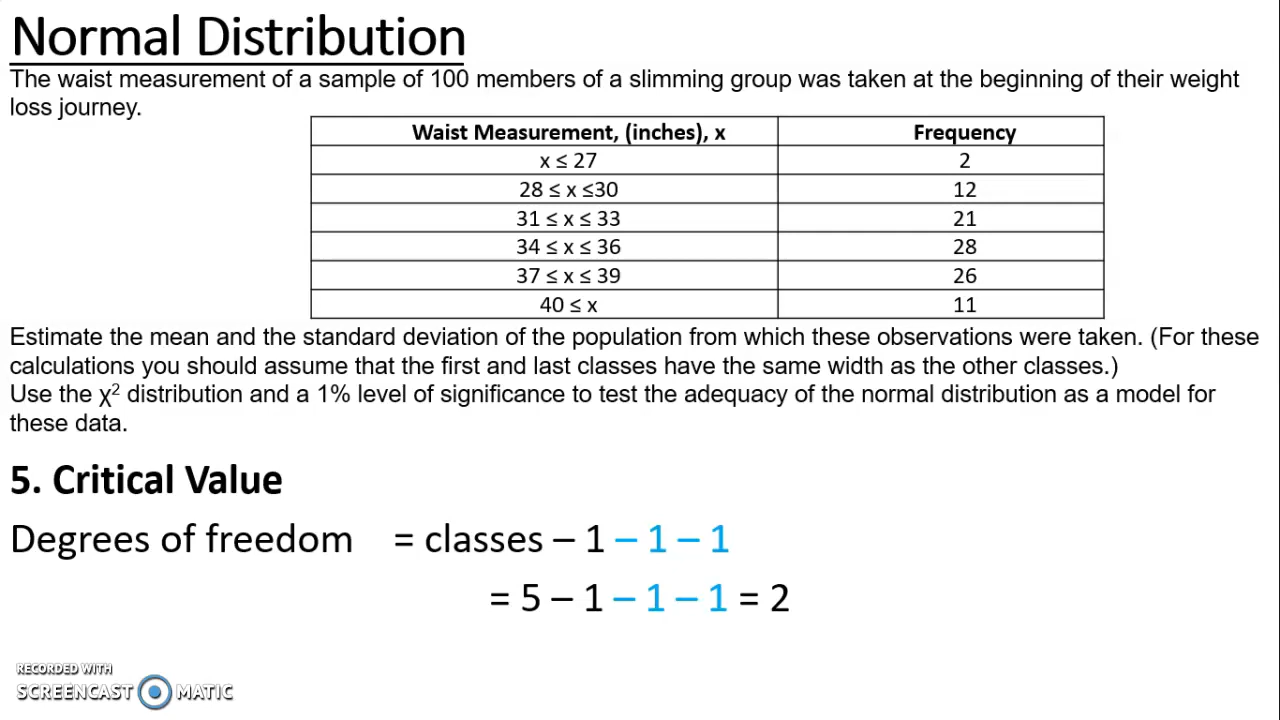 Normal Distribution
The waist measurement of a sample of 100 members of a slimming group was taken at the beginning of their weight
loss journey.
Waist Measurement, (inches), x Frequency
x ≤ 27 2
28 ≤ x ≤30 12
31 ≤ x ≤ 33 21
34 ≤ x ≤ 36 28
37 ≤ x ≤ 39 26
40 ≤ x 11
Estimate the mean and the standard deviation of the population from which these observations were taken. (For these
calculations you should assume that the first and last classes have the same width as the other classes.)
Use the χ² distribution and a 1% level of significance to test the adequacy of the normal distribution as a model for
these data.
5. Critical Value
Degrees of freedom = classes – 1 – 1 – 1
= 5 – 1 – 1 – 1 = 2
RECORDED WITH
SCREENCAST MATIC